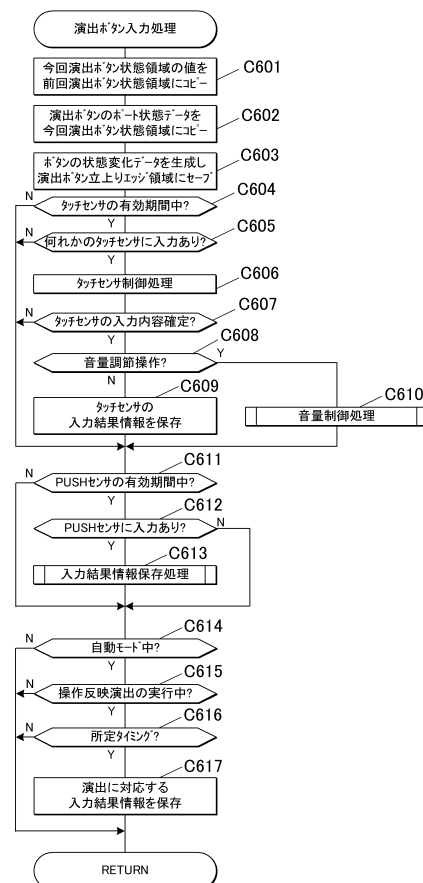 演出ﾎﾞﾀﾝ入力処理
今回演出ﾎﾞﾀﾝ状態領域の値を
前回演出ﾎﾞﾀﾝ状態領域にｺﾋﾟｰ
C601
演出ﾎﾞﾀﾝのﾎﾟｰﾄ状態ﾃﾞｰﾀを
今回演出ﾎﾞﾀﾝ状態領域にｺﾋﾟｰ
C602
ﾎﾞﾀﾝの状態変化ﾃﾞｰﾀを生成し
演出ﾎﾞﾀﾝ立上りｴｯｼﾞ領域にｾｰﾌﾞ
C603
C604
N
ﾀｯﾁｾﾝｻの有効期間中?
Y
C605
N
何れかのﾀｯﾁｾﾝｻに入力あり?
Y
C606
ﾀｯﾁｾﾝｻ制御処理
C607
N
ﾀｯﾁｾﾝｻの入力内容確定?
Y
C608
音量調節操作?
Y
N
C609
ﾀｯﾁｾﾝｻの
入力結果情報を保存
C610
音量制御処理
C611
N
PUSHｾﾝｻの有効期間中?
Y
C612
PUSHｾﾝｻに入力あり?
N
Y
C613
入力結果情報保存処理
C614
N
自動ﾓｰﾄﾞ中?
Y
C615
N
操作反映演出の実行中?
Y
C616
N
所定ﾀｲﾐﾝｸﾞ?
Y
C617
演出に対応する
入力結果情報を保存
RETURN